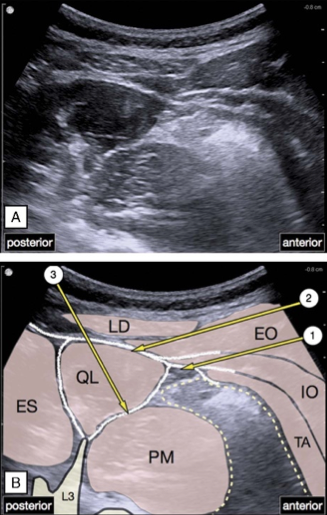 -0.6 cm
A
posterior
anterior
-0.6 cm
3
2
1
LD
EO
QL
IO
ES
TA
PM
L3
B
posterior
anterior